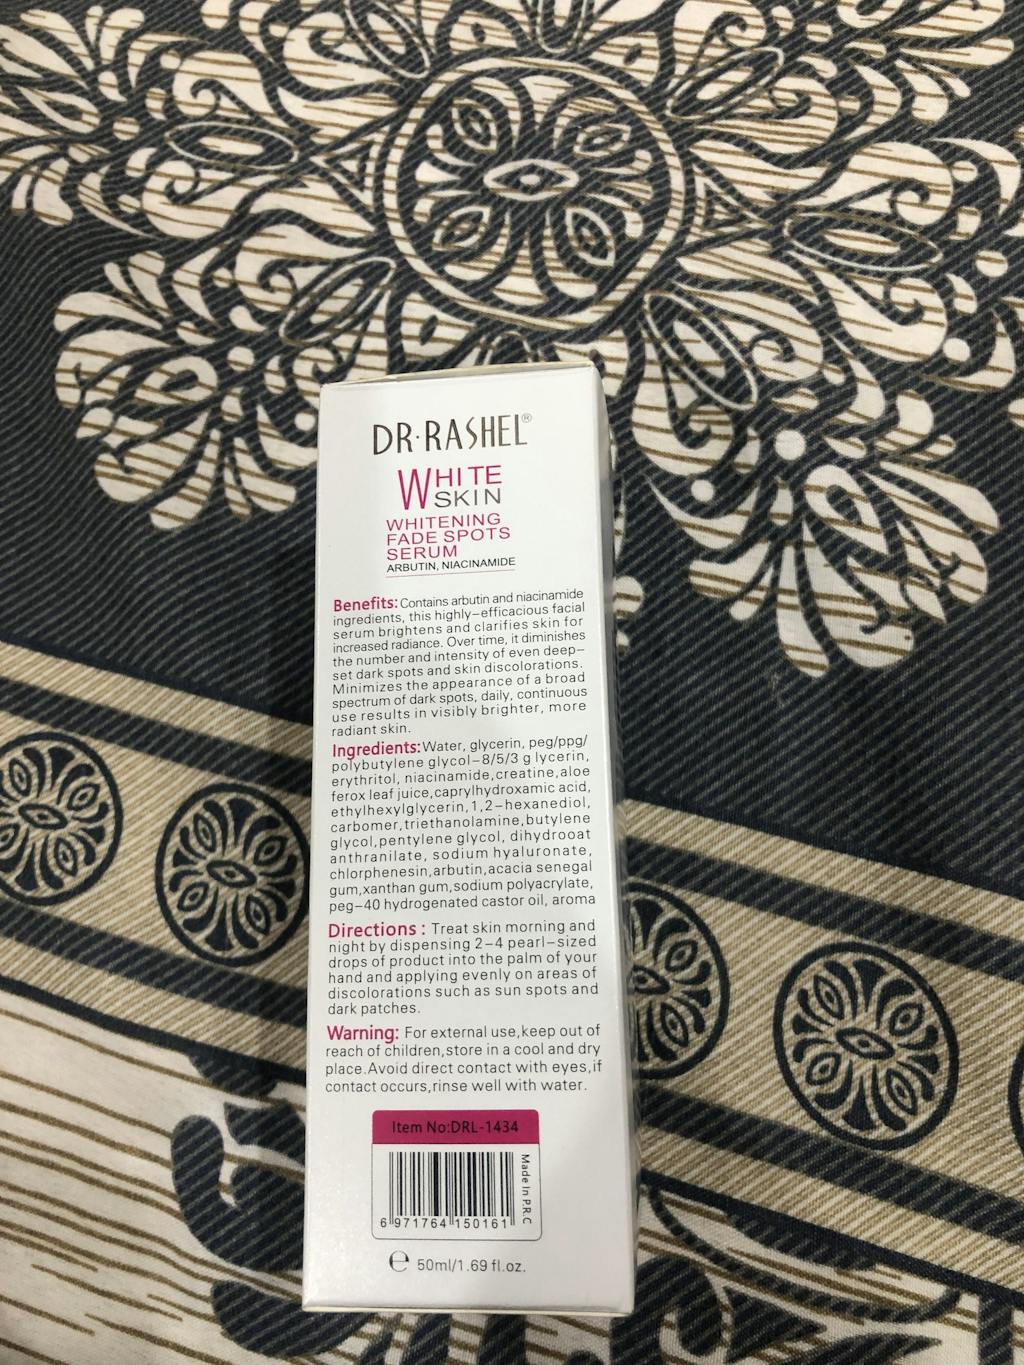 DR·RASHEL®
WHITE
SKIN
WHITENING
FADE SPOTS
SERUM
ARBUTIN, NIACINAMIDE
Benefits: Contains arbutin and niacinamide
ingredients, this highly-efficacious facial
serum brightens and clarifies skin for
increased radiance. Over time, it diminishes
the number and intensity of even deep-
set dark spots and skin discolorations.
Minimizes the appearance of a broad
spectrum of dark spots, daily, continuous
use results in visibly brighter, more
radiant skin.
Ingredients: Water, glycerin, peg/ppg/
polybutylene glycol-8/5/3 g lycerin,
erythritol, niacinamide,creatine,aloe
ferox leaf juice,caprylhydroxamic acid,
ethylhexylglycerin,1,2-hexanediol,
carbomer,triethanolamine,butylene
glycol,pentylene glycol, dihydrooat
anthranilate, sodium hyaluronate,
chlorphenesin,arbutin,acacia senegal
gum,xanthan gum,sodium polyacrylate,
peg-40 hydrogenated castor oil, aroma
Directions : Treat skin morning and
night by dispensing 2-4 pearl-sized
drops of product into the palm of your
hand and applying evenly on areas of
discolorations such as sun spots and
dark patches.
Warning: For external use,keep out of
reach of children,store in a cool and dry
place.Avoid direct contact with eyes,if
contact occurs,rinse well with water.
Item No:DRL-1434
Made In P.R.C
6 971764 150161
e 50ml/1.69 fl.oz.